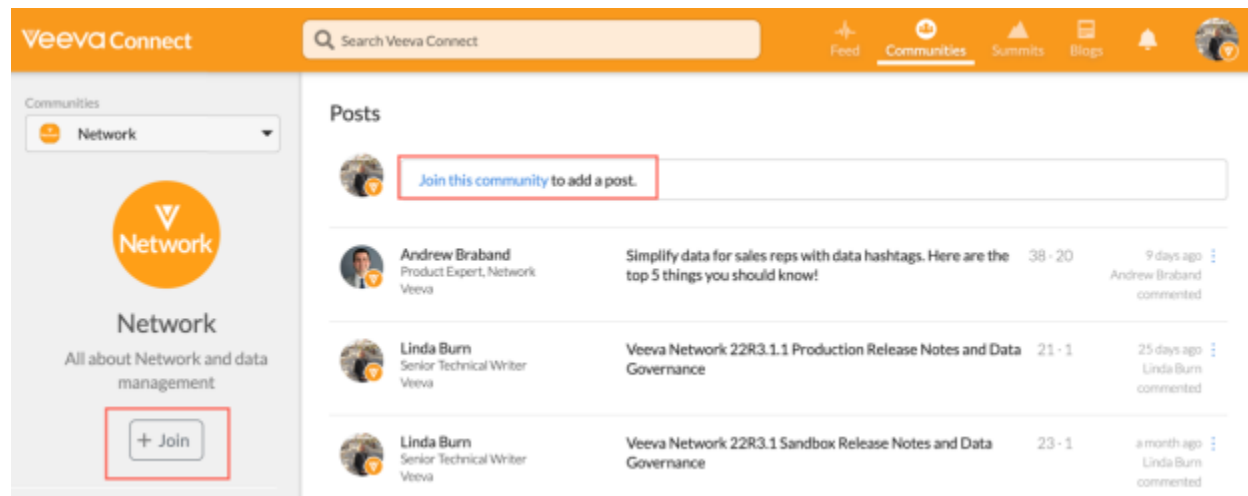 Veeva Connect
Search Veeva Connect
Feed
Communities
Summits
Blogs
Communities
Network
Network
Network
All about Network and data
management
+ Join
Posts
Join this community to add a post.
Andrew Braband
Product Expert, Network
Veeva
Simplify data for sales reps with data hashtags. Here are the
top 5 things you should know!
38 · 20
9 days ago
Andrew Braband
commented
Linda Burn
Senior Technical Writer
Veeva
Veeva Network 22R3.1.1 Production Release Notes and Data
Governance
21 · 1
25 days ago
Linda Burn
commented
Linda Burn
Senior Technical Writer
Veeva
Veeva Network 22R3.1 Sandbox Release Notes and Data
Governance
23 · 1
a month ago
Linda Burn
commented